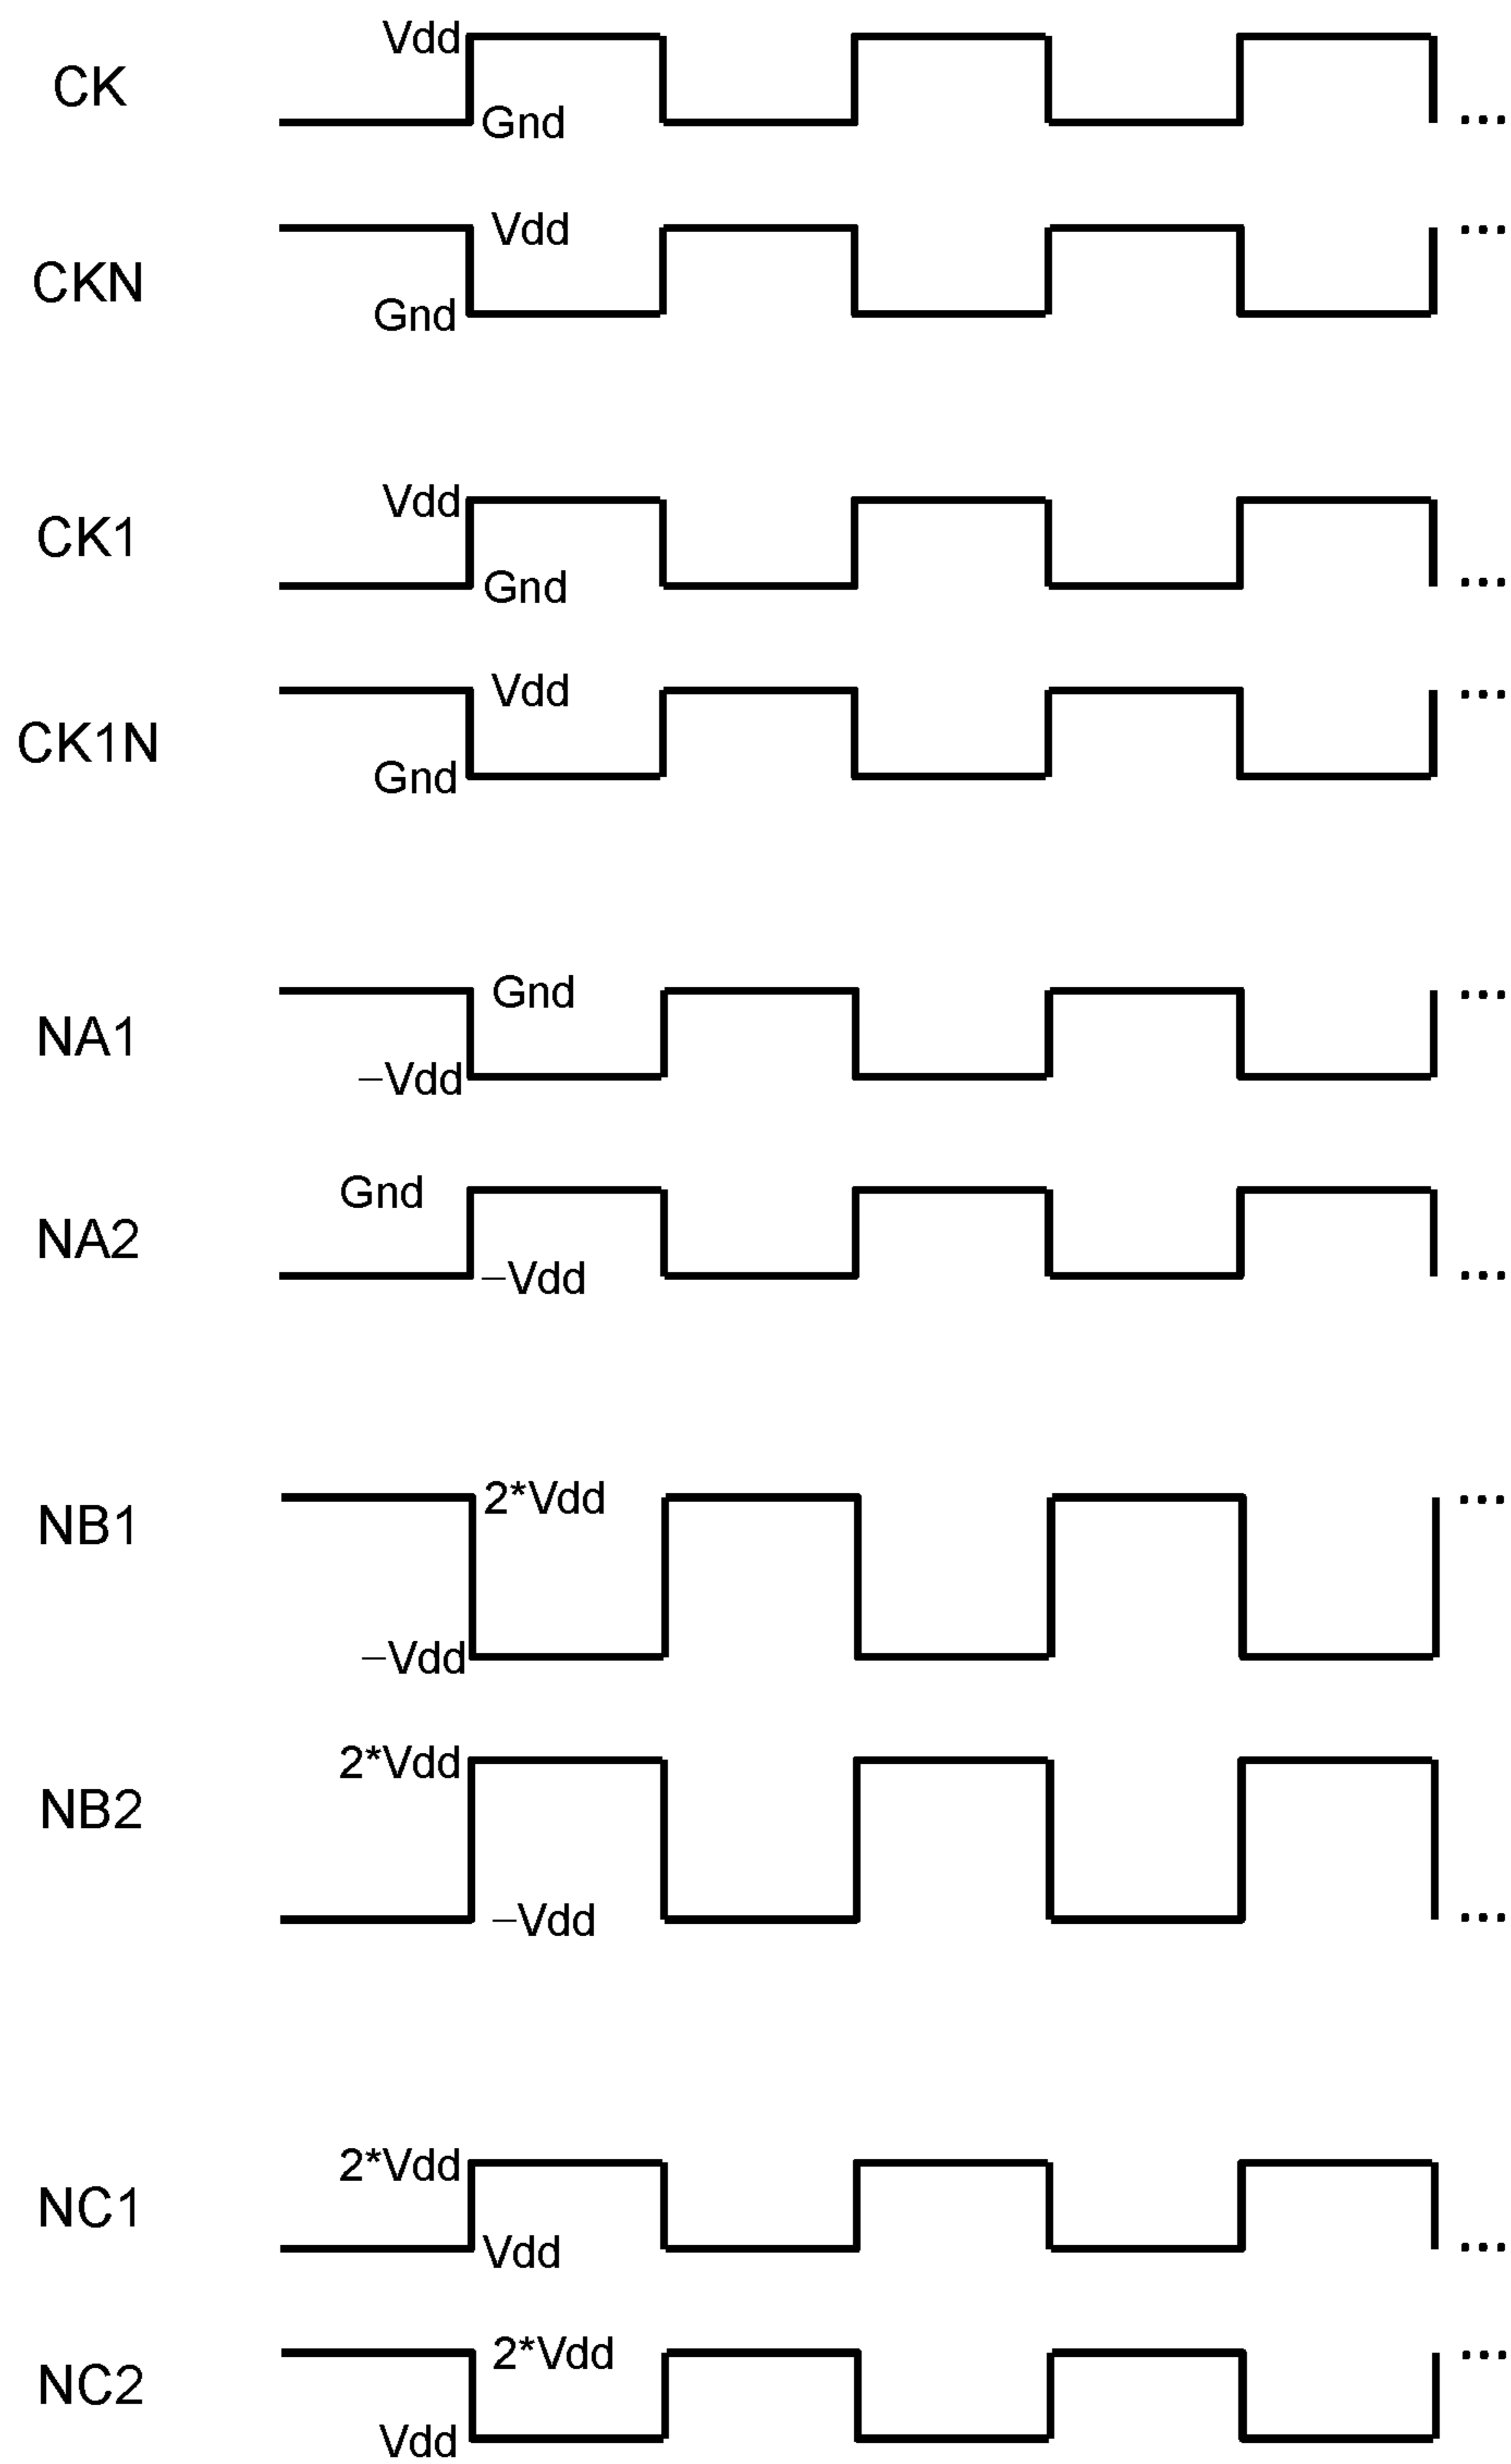 Vdd
CK
Gnd
...
Vdd
...
CKN
Gnd
Vdd
CK1
Gnd
...
Vdd
...
CK1N
Gnd
Gnd
...
NA1
–Vdd
Gnd
NA2
–Vdd
...
2*Vdd
...
NB1
–Vdd
2*Vdd
NB2
–Vdd
...
2*Vdd
NC1
Vdd
...
2*Vdd
...
NC2
Vdd